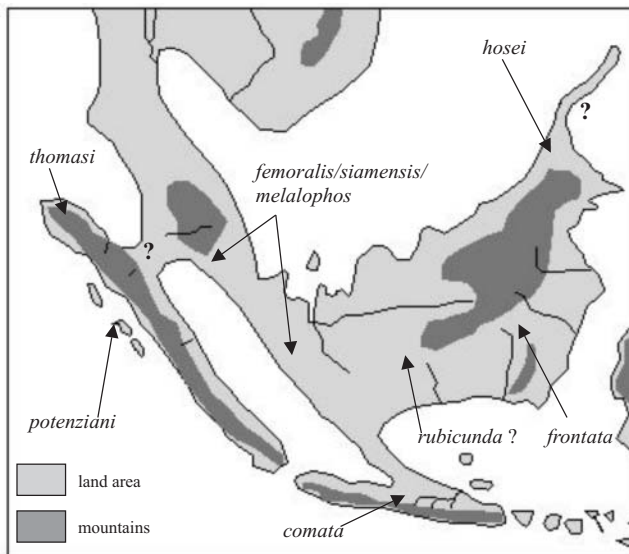 hosei
?
thomasi
femoralis/siamensis/
melalophos
?
potenziani
rubicunda ?
frontata
land area
mountains
comata